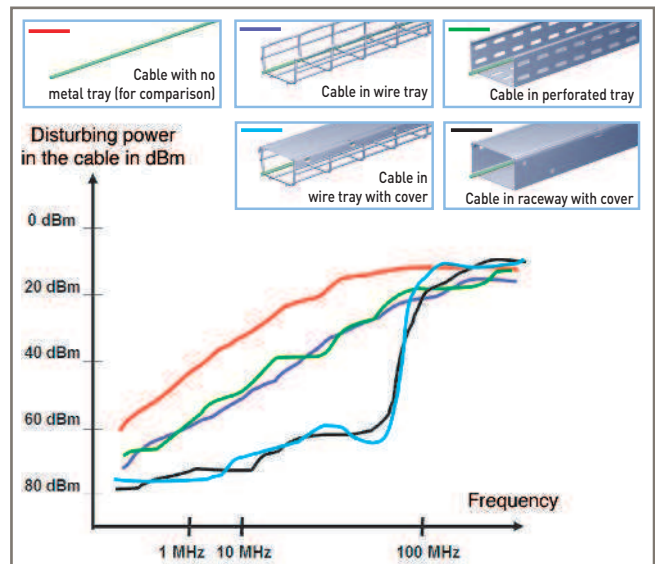 Cable with no
metal tray (for comparison)
Cable in wire tray
Cable in perforated tray
Cable in
wire tray with cover
Cable in raceway with cover
Disturbing power
in the cable in dBm
0 dBm
20 dBm
40 dBm
60 dBm
80 dBm
Frequency
1 MHz
10 MHz
100 MHz